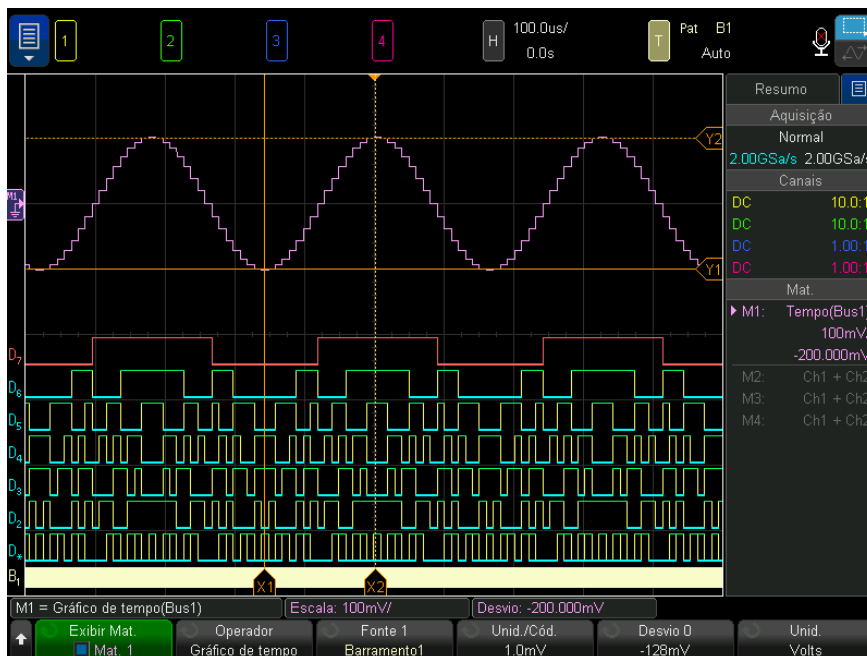 1
2
3
4
H
100.0us/
0.0s
T
Pat B1
Auto
Resumo
Aquisição
Normal
2.00GSa/s 2.00GSa/s
Canais
DC 10.0:1
DC 10.0:1
DC 1.00:1
DC 1.00:1
Mat.
M1: Tempo(Bus1)
100mV/
-200.000mV
M2: Ch1 + Ch2
M3: Ch1 + Ch2
M4: Ch1 + Ch2
Y2
M1
Y1
D7
D6
D5
D4
D3
D2
D*
B1
X1 X2
M1 = Gráfico de tempo(Bus1) Escala: 100mV/ Desvio: -200.000mV
Exibir Mat. Operador Fonte 1 Unid./Cód. Desvio 0 Unid.
Mat. 1 Gráfico de tempo Barramento1 1.0mV -128mV Volts